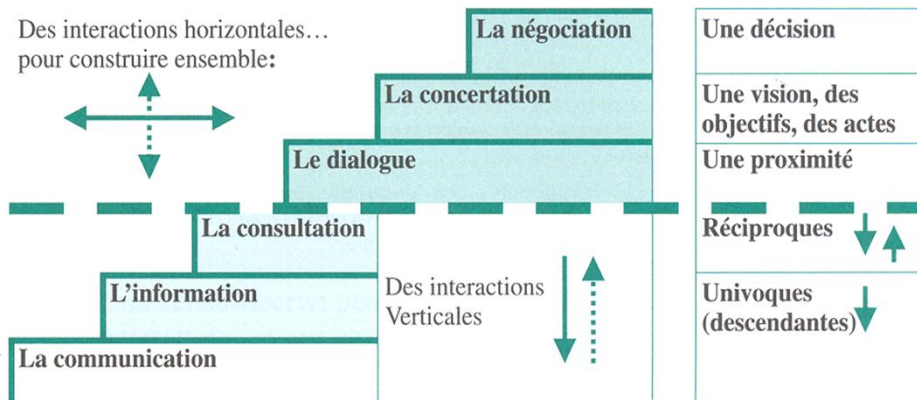 Des interactions horizontales…
pour construire ensemble:
La négociation
Une décision
La concertation
Une vision, des
objectifs, des actes
Le dialogue
Une proximité
La consultation
Réciproques
L’information
Des interactions
Verticales
Univoques
(descendantes)
La communication